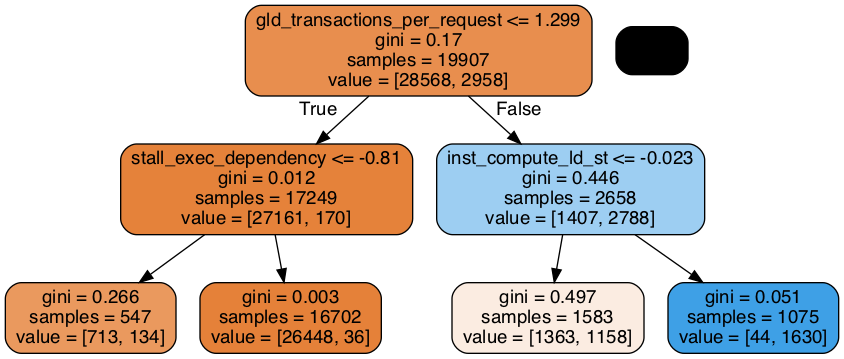 gld_transactions_per_request <= 1.299
gini = 0.17
samples = 19907
value = [28568, 2958]
True
False
stall_exec_dependency <= -0.81
gini = 0.012
samples = 17249
value = [27161, 170]
inst_compute_ld_st <= -0.023
gini = 0.446
samples = 2658
value = [1407, 2788]
gini = 0.266
samples = 547
value = [713, 134]
gini = 0.003
samples = 16702
value = [26448, 36]
gini = 0.497
samples = 1583
value = [1363, 1158]
gini = 0.051
samples = 1075
value = [44, 1630]